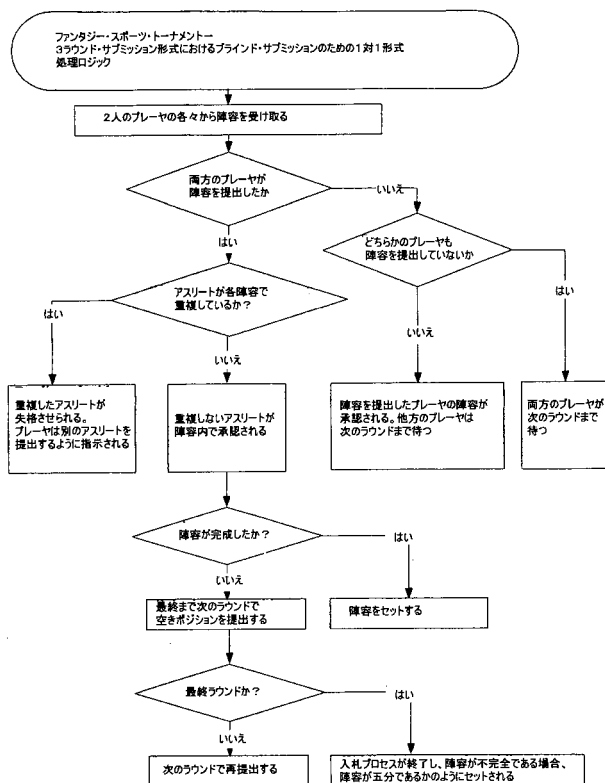 ファンタジー・スポーツ・トーナメントー
3ラウンド・サブミッション形式におけるブラインド・サブミッションのための1対1形式
処理ロジック
2人のプレーヤの各々から陣容を受け取る
両方のプレーヤが
陣容を提出したか
いいえ
はい
どちらかのプレーヤも
陣容を提出していないか
アスリートが各陣容で
重複しているか？
はい
いいえ
いいえ
はい
重複したアスリートが
失格させられる。
プレーヤは別のアスリートを
提出するように指示される
重複しないアスリートが
陣容内で承認される
陣容を提出したプレーヤの陣容が
承認される。他方のプレーヤは
次のラウンドまで待つ
両方のプレーヤが
次のラウンドまで
待つ
陣容が完成したか？
はい
いいえ
最終まで次のラウンドで
空きポジションを提出する
陣容をセットする
最終ラウンドか？
はい
いいえ
次のラウンドで再提出する
入札プロセスが終了し、陣容が不完全である場合、
陣容が五分であるかのようにセットされる